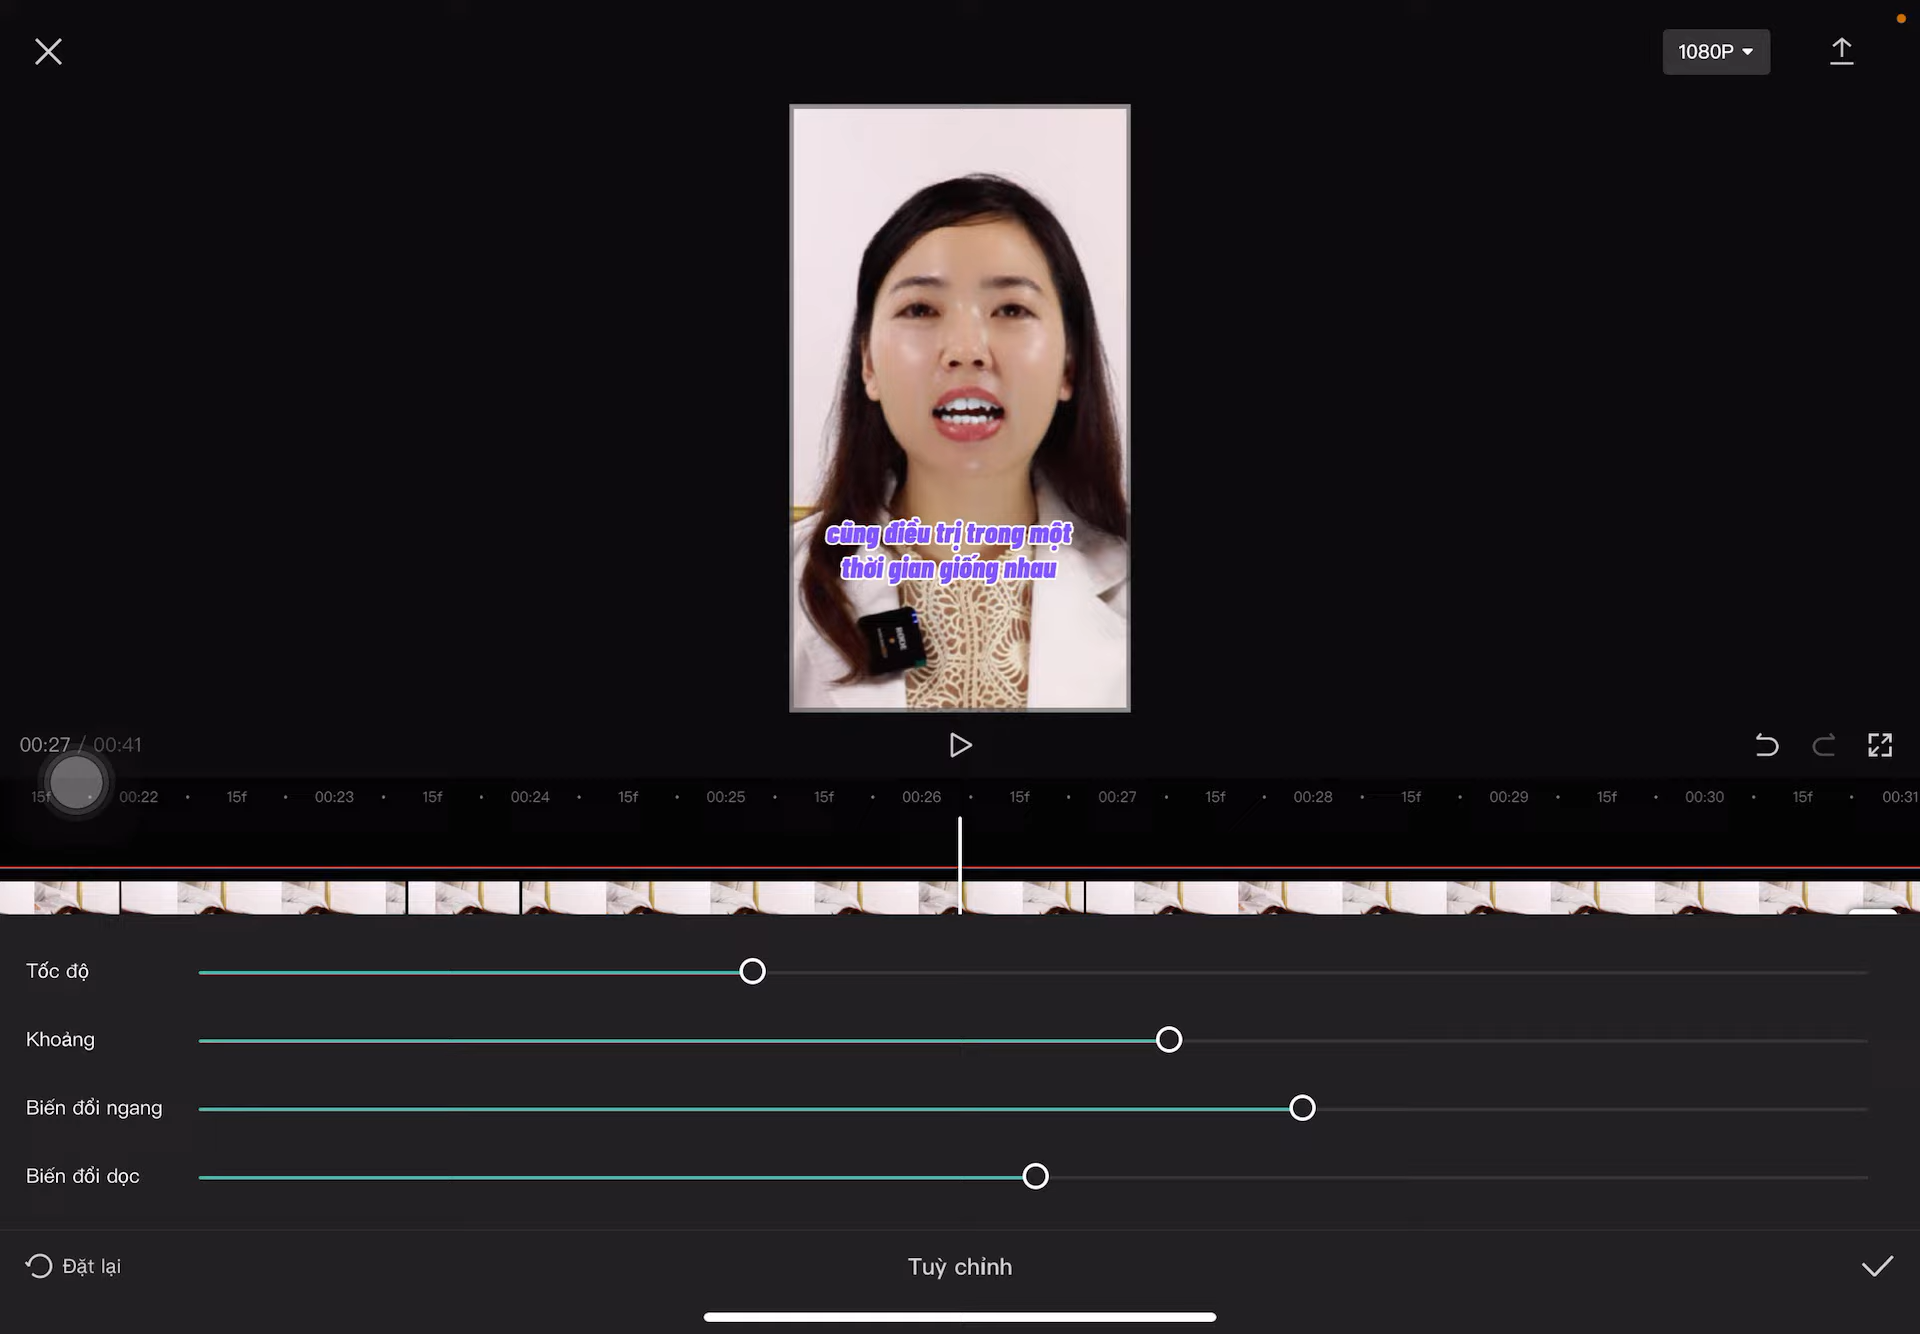 1080P
cũng điều trị trong một
thời gian giống nhau
RØDE
00:27 / 00:41
15f 00:22 15f 00:23 15f 00:24 15f 00:25 15f 00:26 15f 00:27 15f 00:28 15f 00:29 15f 00:30 15f 00:31
Tốc độ
Khoảng
Biến đổi ngang
Biến đổi dọc
Đặt lại
Tuỳ chỉnh